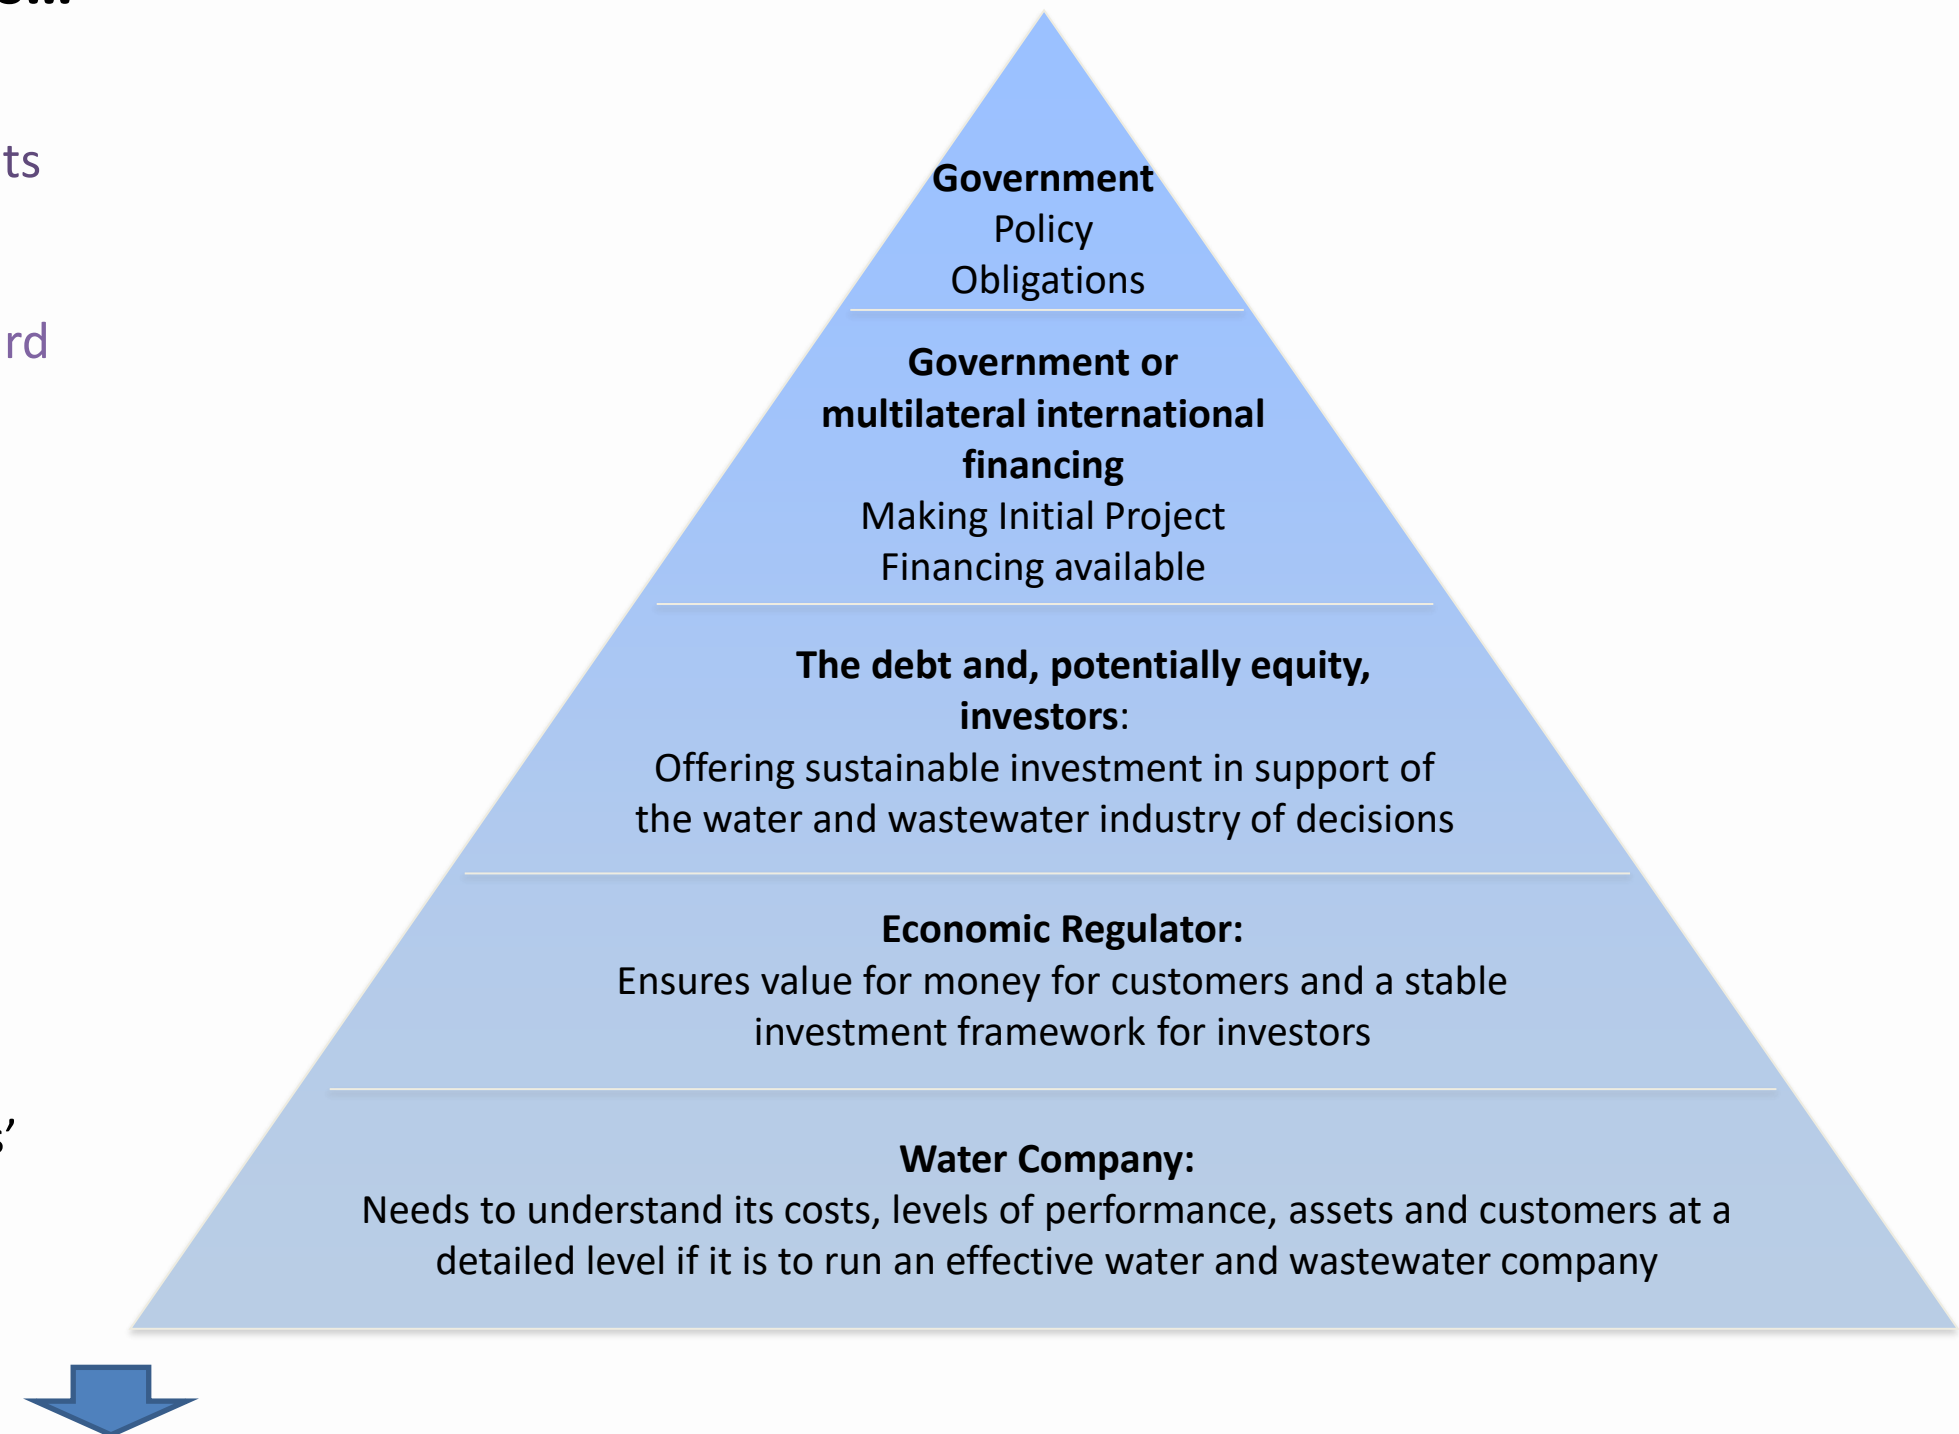 ts
rd
Government
Policy
Obligations
Government or
multilateral international
financing
Making Initial Project
Financing available
The debt and, potentially equity,
investors:
Offering sustainable investment in support of
the water and wastewater industry of decisions
Economic Regulator:
Ensures value for money for customers and a stable
investment framework for investors
s’
Water Company:
Needs to understand its costs, levels of performance, assets and customers at a
detailed level if it is to run an effective water and wastewater company